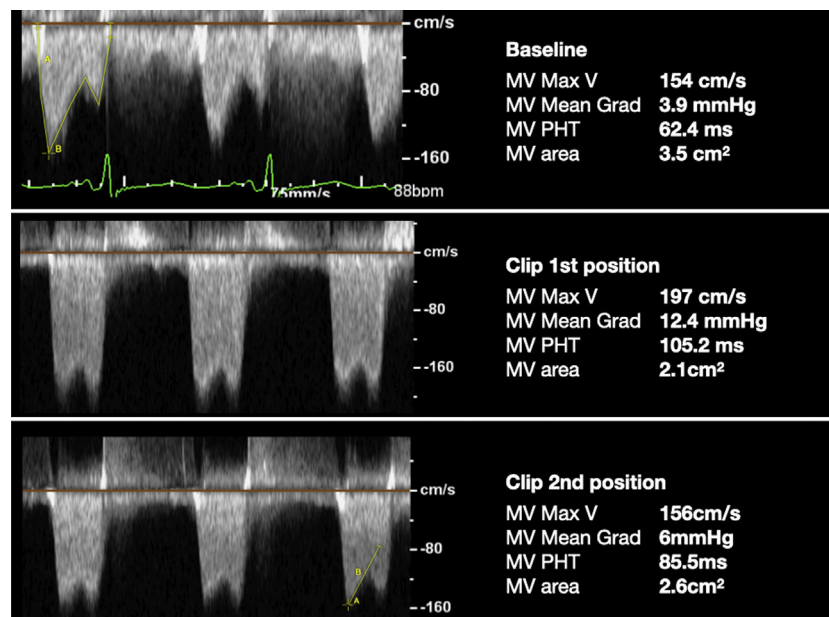 cm/s
A
-80
B
-160
75mm/s
88bpm
Baseline
MV Max V 154 cm/s
MV Mean Grad 3.9 mmHg
MV PHT 62.4 ms
MV area 3.5 cm²
cm/s
-80
-160
Clip 1st position
MV Max V 197 cm/s
MV Mean Grad 12.4 mmHg
MV PHT 105.2 ms
MV area 2.1cm²
cm/s
-80
B
A
-160
Clip 2nd position
MV Max V 156cm/s
MV Mean Grad 6mmHg
MV PHT 85.5ms
MV area 2.6cm²